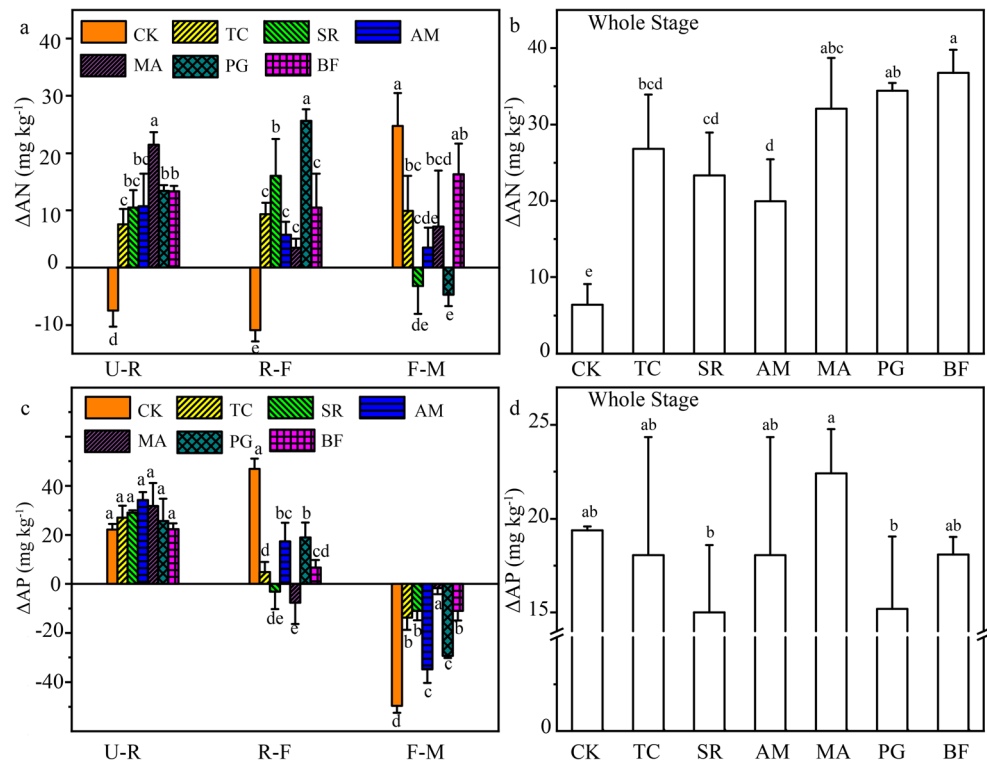 a
CK TC SR AM
MA PG BF
ΔAN (mg kg-1)
40
30
20
10
0
-10
d c bc bc a b b
e c b c c a c
a bc de cde bcd e ab
U-R R-F F-M
b Whole Stage
ΔAN (mg kg-1)
40
30
20
10
0
e bcd cd d abc ab a
CK TC SR AM MA PG BF
c
CK TC SR AM
MA PG BF
ΔAP (mg kg-1)
40
20
0
-20
-40
a a a a a a a
a d de bc e b cd
d b b c a c b
U-R R-F F-M
d Whole Stage
ΔAP (mg kg-1)
25
20
15
0
ab ab b ab a b ab
CK TC SR AM MA PG BF